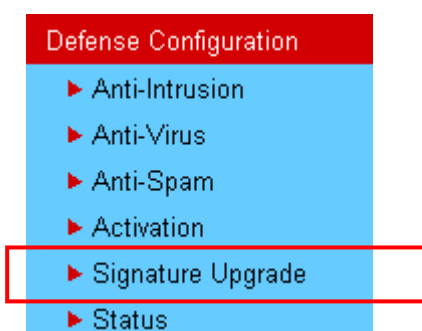 Defense Configuration
Anti-Intrusion
Anti-Virus
Anti-Spam
Activation
Signature Upgrade
Status